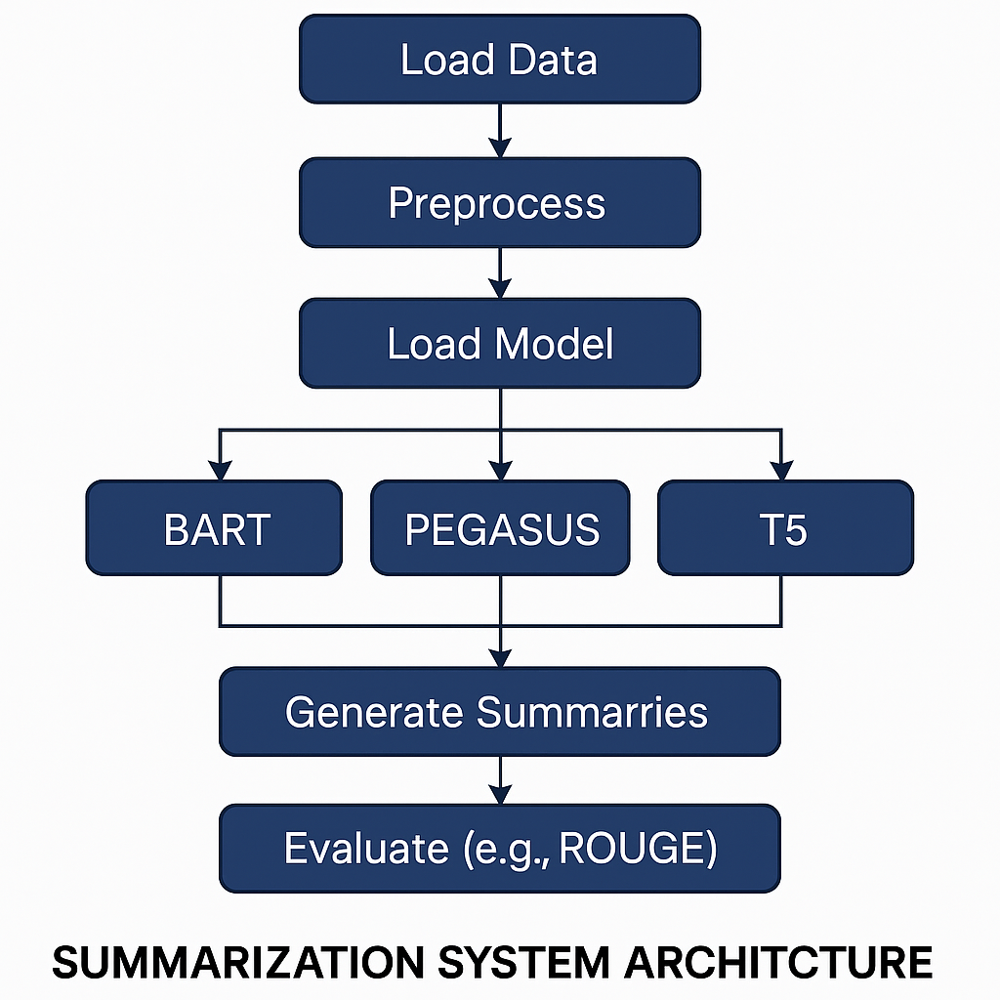 Load Data
Preprocess
Load Model
BART
PEGASUS
T5
Generate Summarries
Evaluate (e.g., ROUGE)
SUMMARIZATION SYSTEM ARCHITCTURE